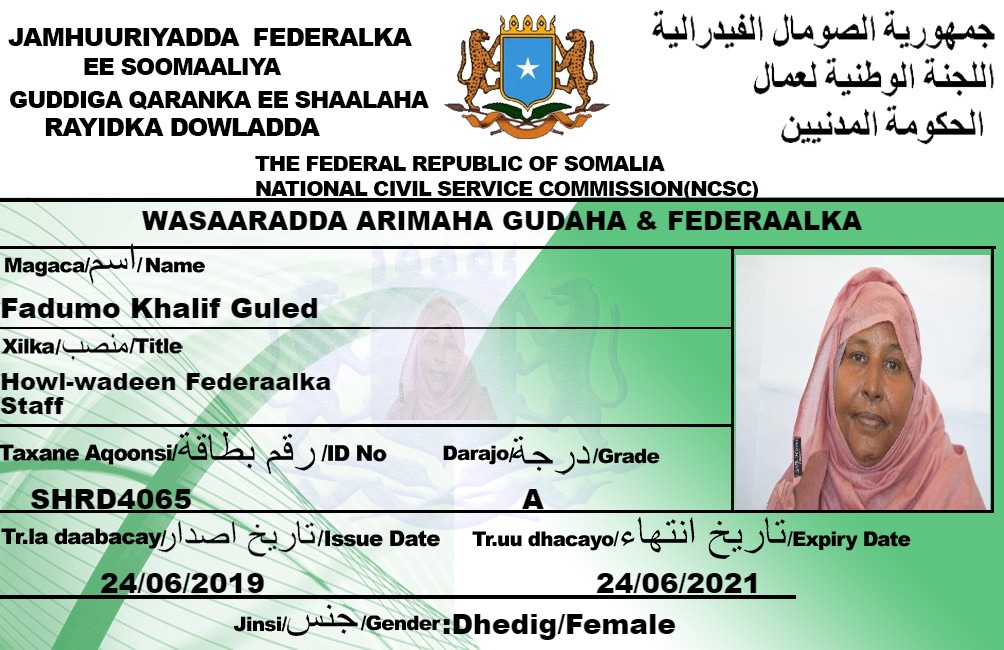 JAMHUURIYADDA FEDERALKA
EE SOOMAALIYA
GUDDIGA QARANKA EE SHAALAHA
RAYIDKA DOWLADDA
جمهورية الصومال الفيدرالية
اللجنة الوطنية لعمال
الحكومة المدنيين
THE FEDERAL REPUBLIC OF SOMALIA
NATIONAL CIVIL SERVICE COMMISSION(NCSC)
WASAARADDA ARIMAHA GUDAHA & FEDERAALKA
Magaca/اسم/ Name
Fadumo Khalif Guled
Xilka/منصب/Title
Howl-wadeen Federaalka
Staff
Taxane Aqoonsi/رقم بطاقة /ID No Darajo/درجة/Grade
SHRD4065 A
Tr.la daabacay/تاريخ اصدار/Issue Date Tr.uu dhacayo/تاريخ انتهاء/Expiry Date
24/06/2019 24/06/2021
Jinsi/جنس/Gender:Dhedig/Female